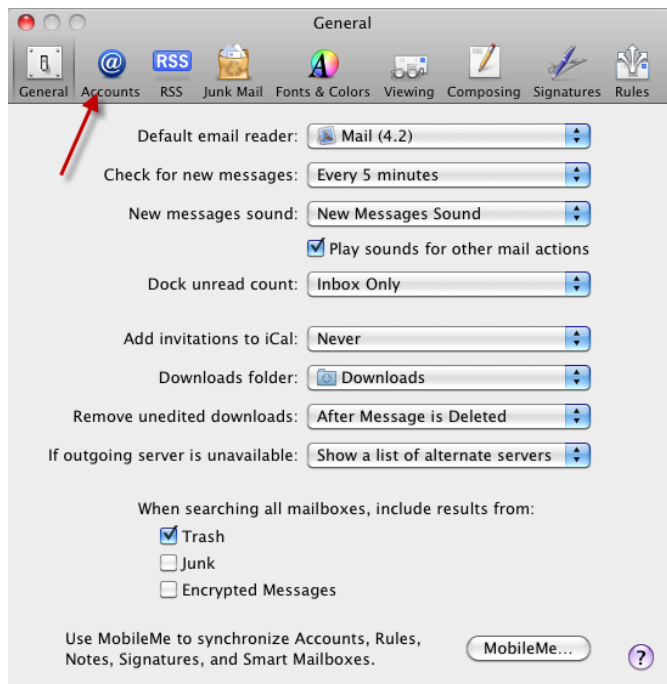 General
RSS
General Accounts RSS Junk Mail Fonts & Colors Viewing Composing Signatures Rules
Default email reader: Mail (4.2)
Check for new messages: Every 5 minutes
New messages sound: New Messages Sound
Play sounds for other mail actions
Dock unread count: Inbox Only
Add invitations to iCal: Never
Downloads folder: Downloads
Remove unedited downloads: After Message is Deleted
If outgoing server is unavailable: Show a list of alternate servers
When searching all mailboxes, include results from:
Trash
Junk
Encrypted Messages
Use MobileMe to synchronize Accounts, Rules,
Notes, Signatures, and Smart Mailboxes.
MobileMe...
?